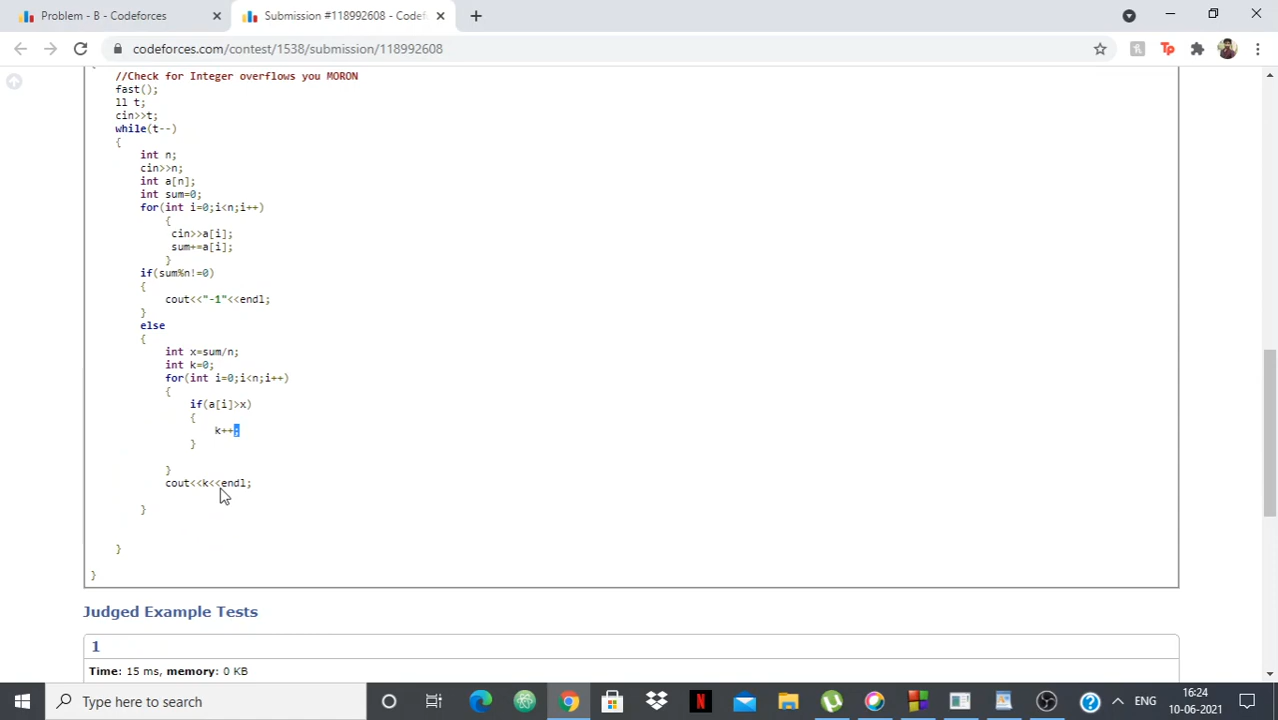 Problem - B - Codeforces
Submission #118992608 - Codef
codeforces.com/contest/1538/submission/118992608
//Check for Integer overflows you MORON
fast();
ll t;
cin>>t;
while(t--)
{
int n;
cin>>n;
int a[n];
int sum=0;
for(int i=0;i<n;i++)
{
cin>>a[i];
sum+=a[i];
}
if(sum%n!=0)
{
cout<<"-1"<<endl;
}
else
{
int x=sum/n;
int k=0;
for(int i=0;i<n;i++)
{
if(a[i]>x)
{
k++;
}
}
cout<<k<<endl;
}
}
}
Judged Example Tests
1
Time: 15 ms, memory: 0 KB
Type here to search
ENG
16:24
10-06-2021